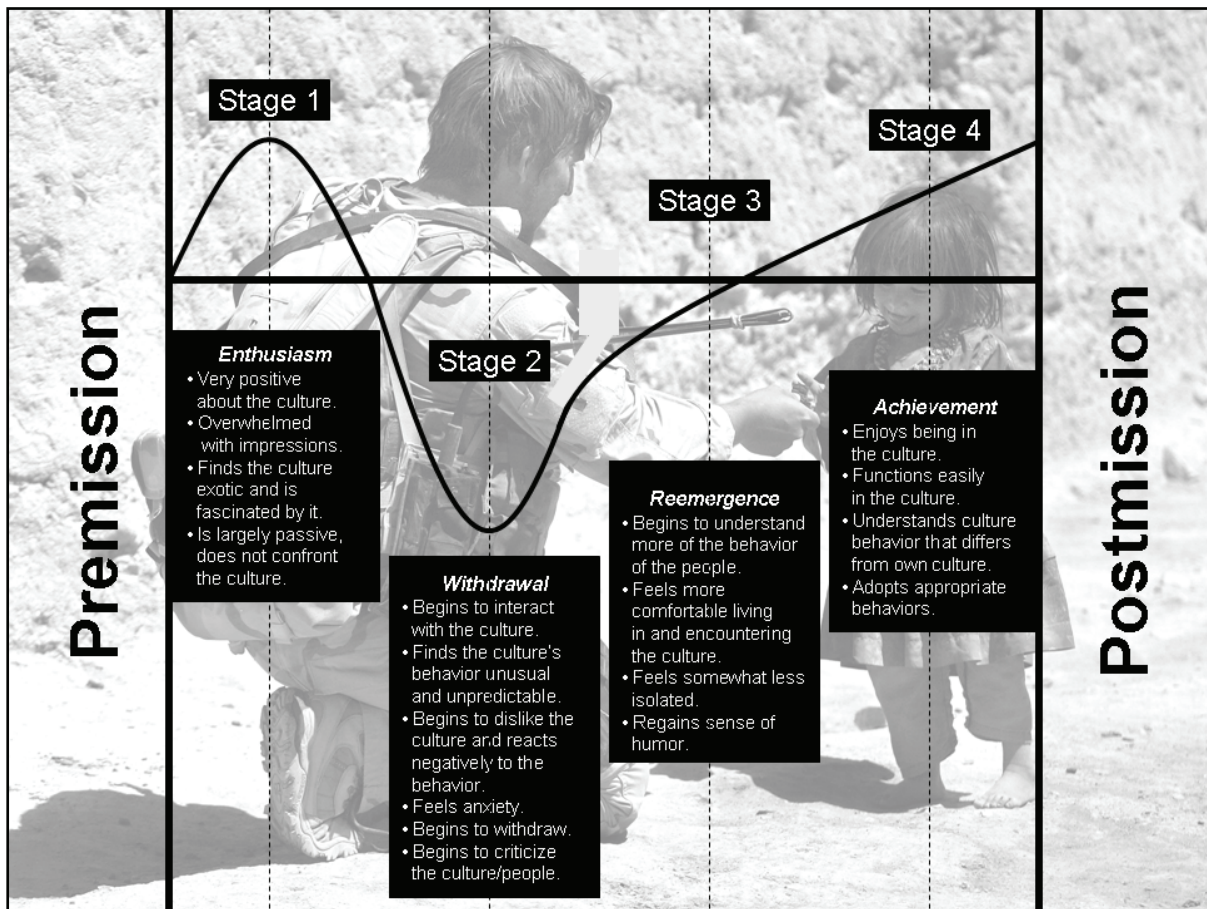 Premission
Stage 1
Stage 2
Stage 3
Stage 4
Enthusiasm
• Very positive
about the culture.
• Overwhelmed
with impressions.
• Finds the culture
exotic and is
fascinated by it.
• Is largely passive,
does not confront
the culture.
Withdrawal
• Begins to interact
with the culture.
• Finds the culture's
behavior unusual
and unpredictable.
• Begins to dislike the
culture and reacts
negatively to the
behavior.
• Feels anxiety.
• Begins to withdraw.
• Begins to criticize
the culture/people.
Reemergence
• Begins to understand
more of the behavior
of the people.
• Feels more
comfortable living
in and encountering
the culture.
• Feels somewhat less
isolated.
• Regains sense of
humor.
Achievement
• Enjoys being in
the culture.
• Functions easily
in the culture.
• Understands culture
behavior that differs
from own culture.
• Adopts appropriate
behaviors.
Postmission